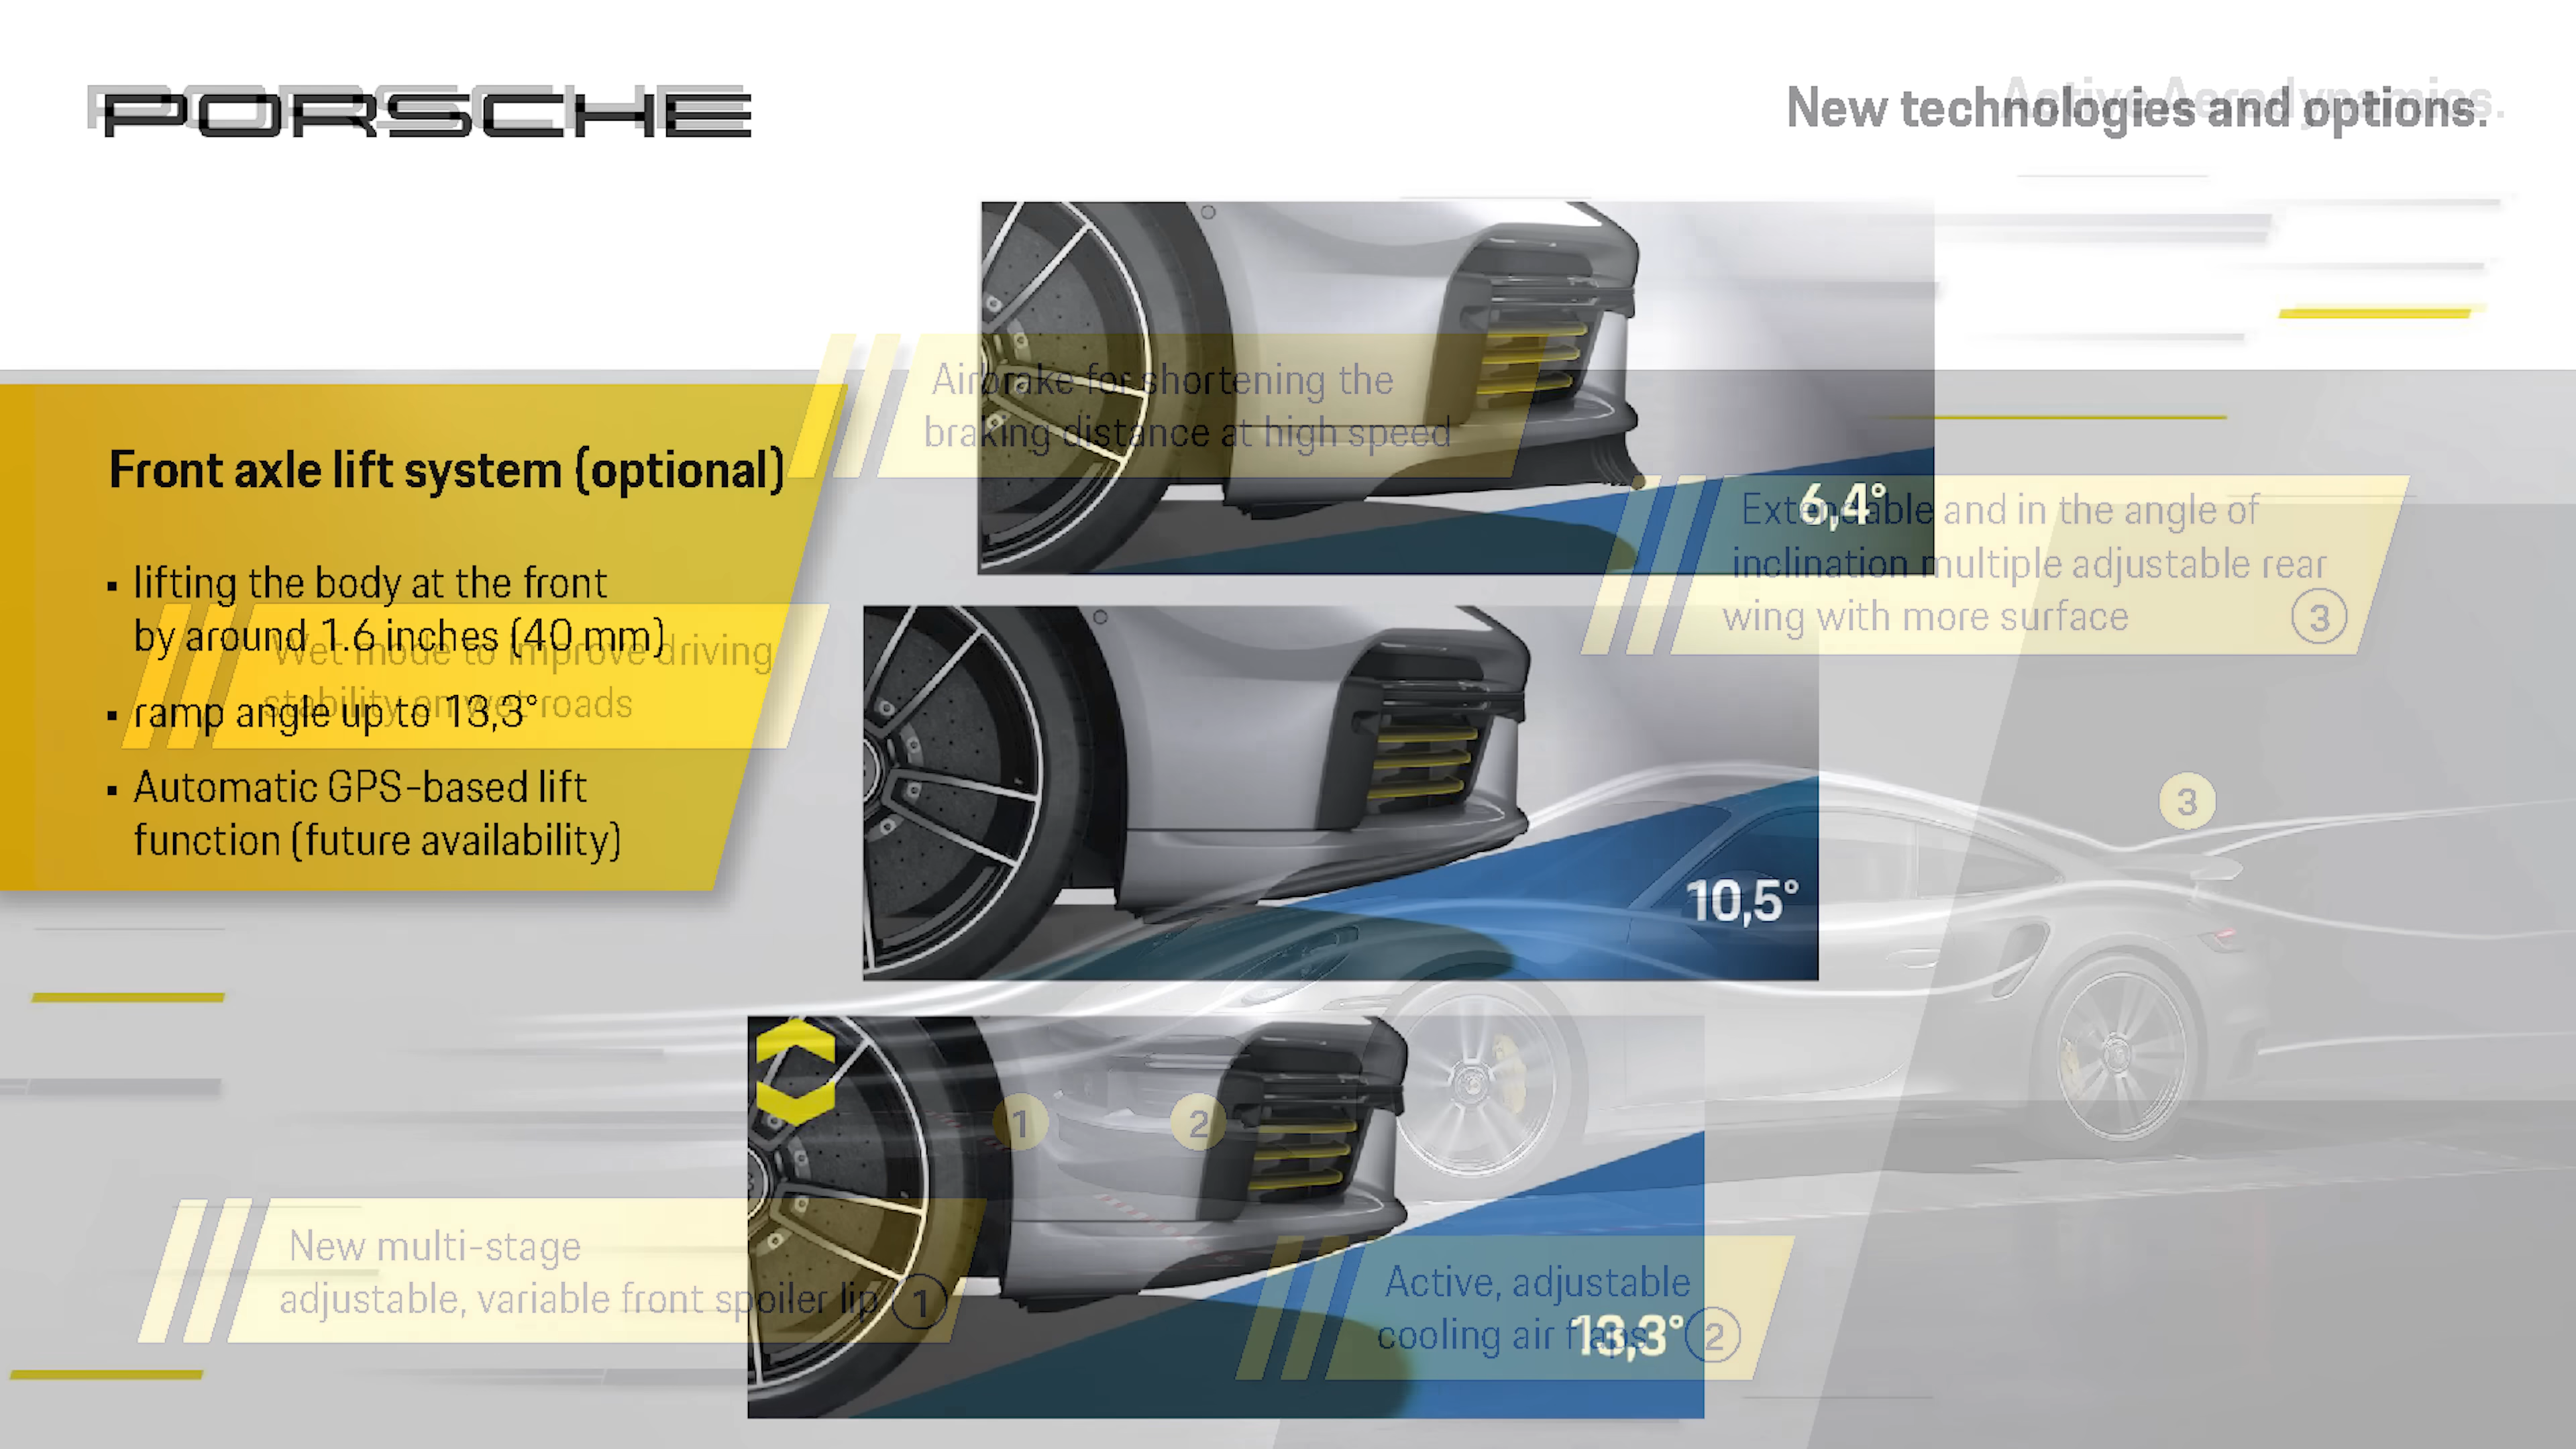 PORSCHE
New technologies and options.
Active Aerodynamics.
Front axle lift system (optional)
▪ lifting the body at the front
by around 1.6 inches (40 mm)
▪ ramp angle up to 13,3°
▪ Automatic GPS-based lift
function (future availability)
Airbrake for shortening the
braking distance at high speed
6,4°
Extendable and in the angle of
inclination multiple adjustable rear
wing with more surface 3
Wet mode to improve driving
stability on wet roads
3
10,5°
1
2
New multi-stage
adjustable, variable front spoiler lip 1
Active, adjustable
cooling air flaps 2
13,3°